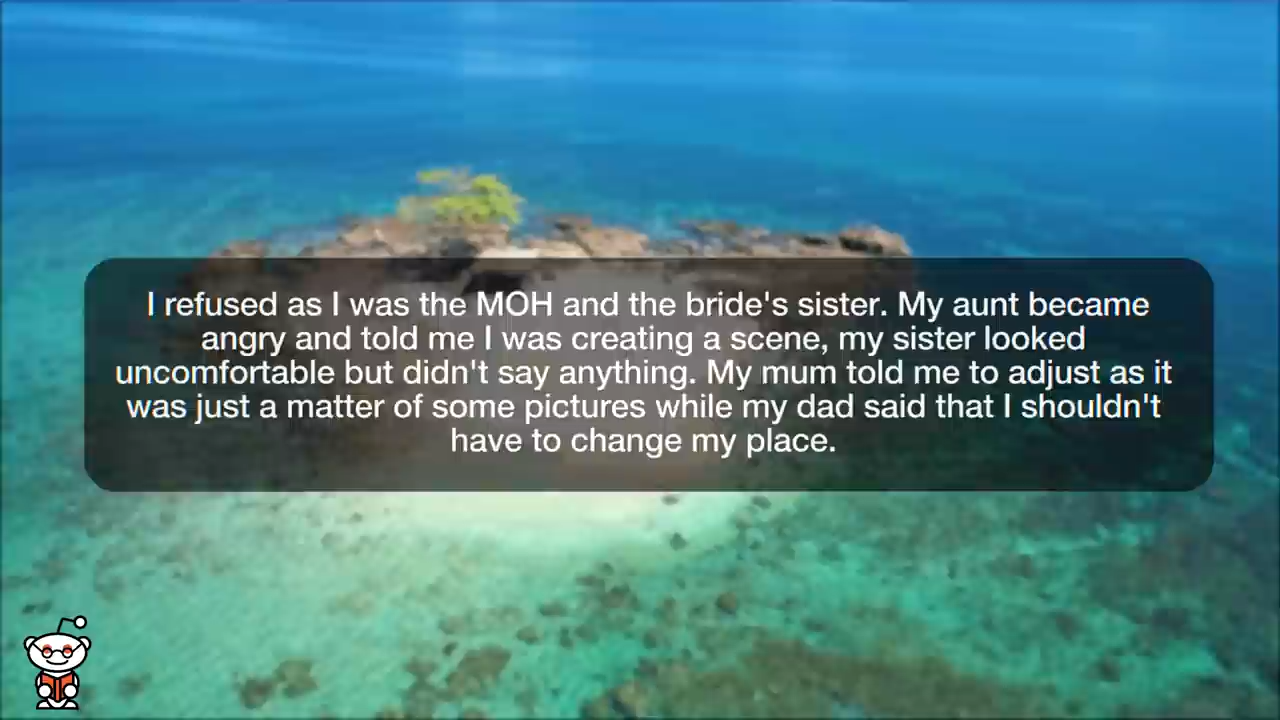 I refused as I was the MOH and the bride's sister. My aunt became
angry and told me I was creating a scene, my sister looked
uncomfortable but didn't say anything. My mum told me to adjust as it
was just a matter of some pictures while my dad said that I shouldn't
have to change my place.